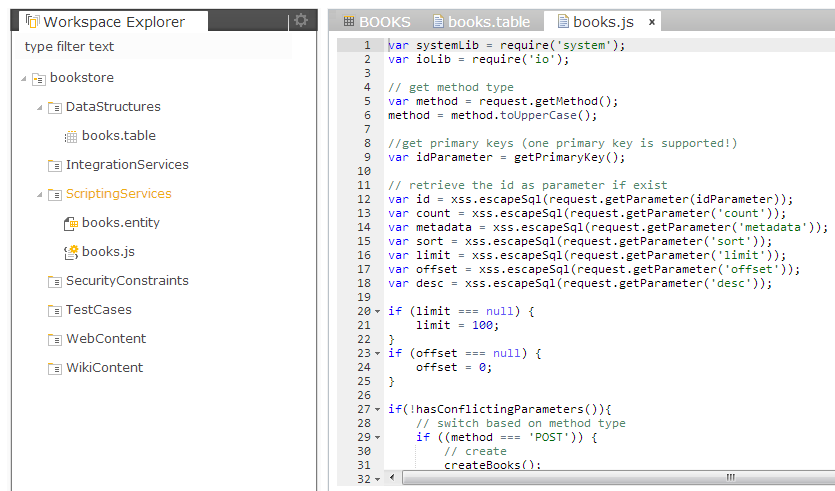 Workspace Explorer
type filter text
bookstore
DataStructures
books.table
IntegrationServices
ScriptingServices
books.entity
books.js
SecurityConstraints
TestCases
WebContent
WikiContent
BOOKS books.table books.js x
1 var systemLib = require('system');
2 var ioLib = require('io');
3
4 // get method type
5 var method = request.getMethod();
6 method = method.toUpperCase();
7
8 //get primary keys (one primary key is supported!)
9 var idParameter = getPrimaryKey();
10
11 // retrieve the id as parameter if exist
12 var id = xss.escapeSql(request.getParameter(idParameter));
13 var count = xss.escapeSql(request.getParameter('count'));
14 var metadata = xss.escapeSql(request.getParameter('metadata'));
15 var sort = xss.escapeSql(request.getParameter('sort'));
16 var limit = xss.escapeSql(request.getParameter('limit'));
17 var offset = xss.escapeSql(request.getParameter('offset'));
18 var desc = xss.escapeSql(request.getParameter('desc'));
19
20 if (limit === null) {
21 limit = 100;
22 }
23 if (offset === null) {
24 offset = 0;
25 }
26
27 if(!hasConflictingParameters()){
28 // switch based on method type
29 if ((method === 'POST')) {
30 // create
31 createBooks();
32